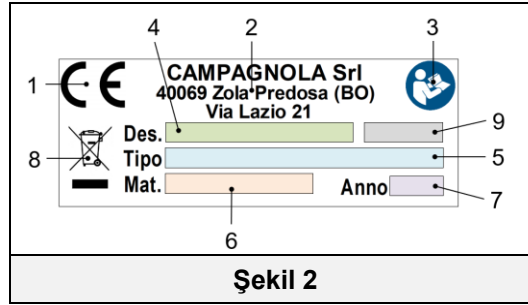 4 2 3
1 CE CAMPAGNOLA Srl
40069 Zola Predosa (BO)
Via Lazio 21
Des. 9
8 Tipo 5
Mat. Anno 7
6
Şekil 2